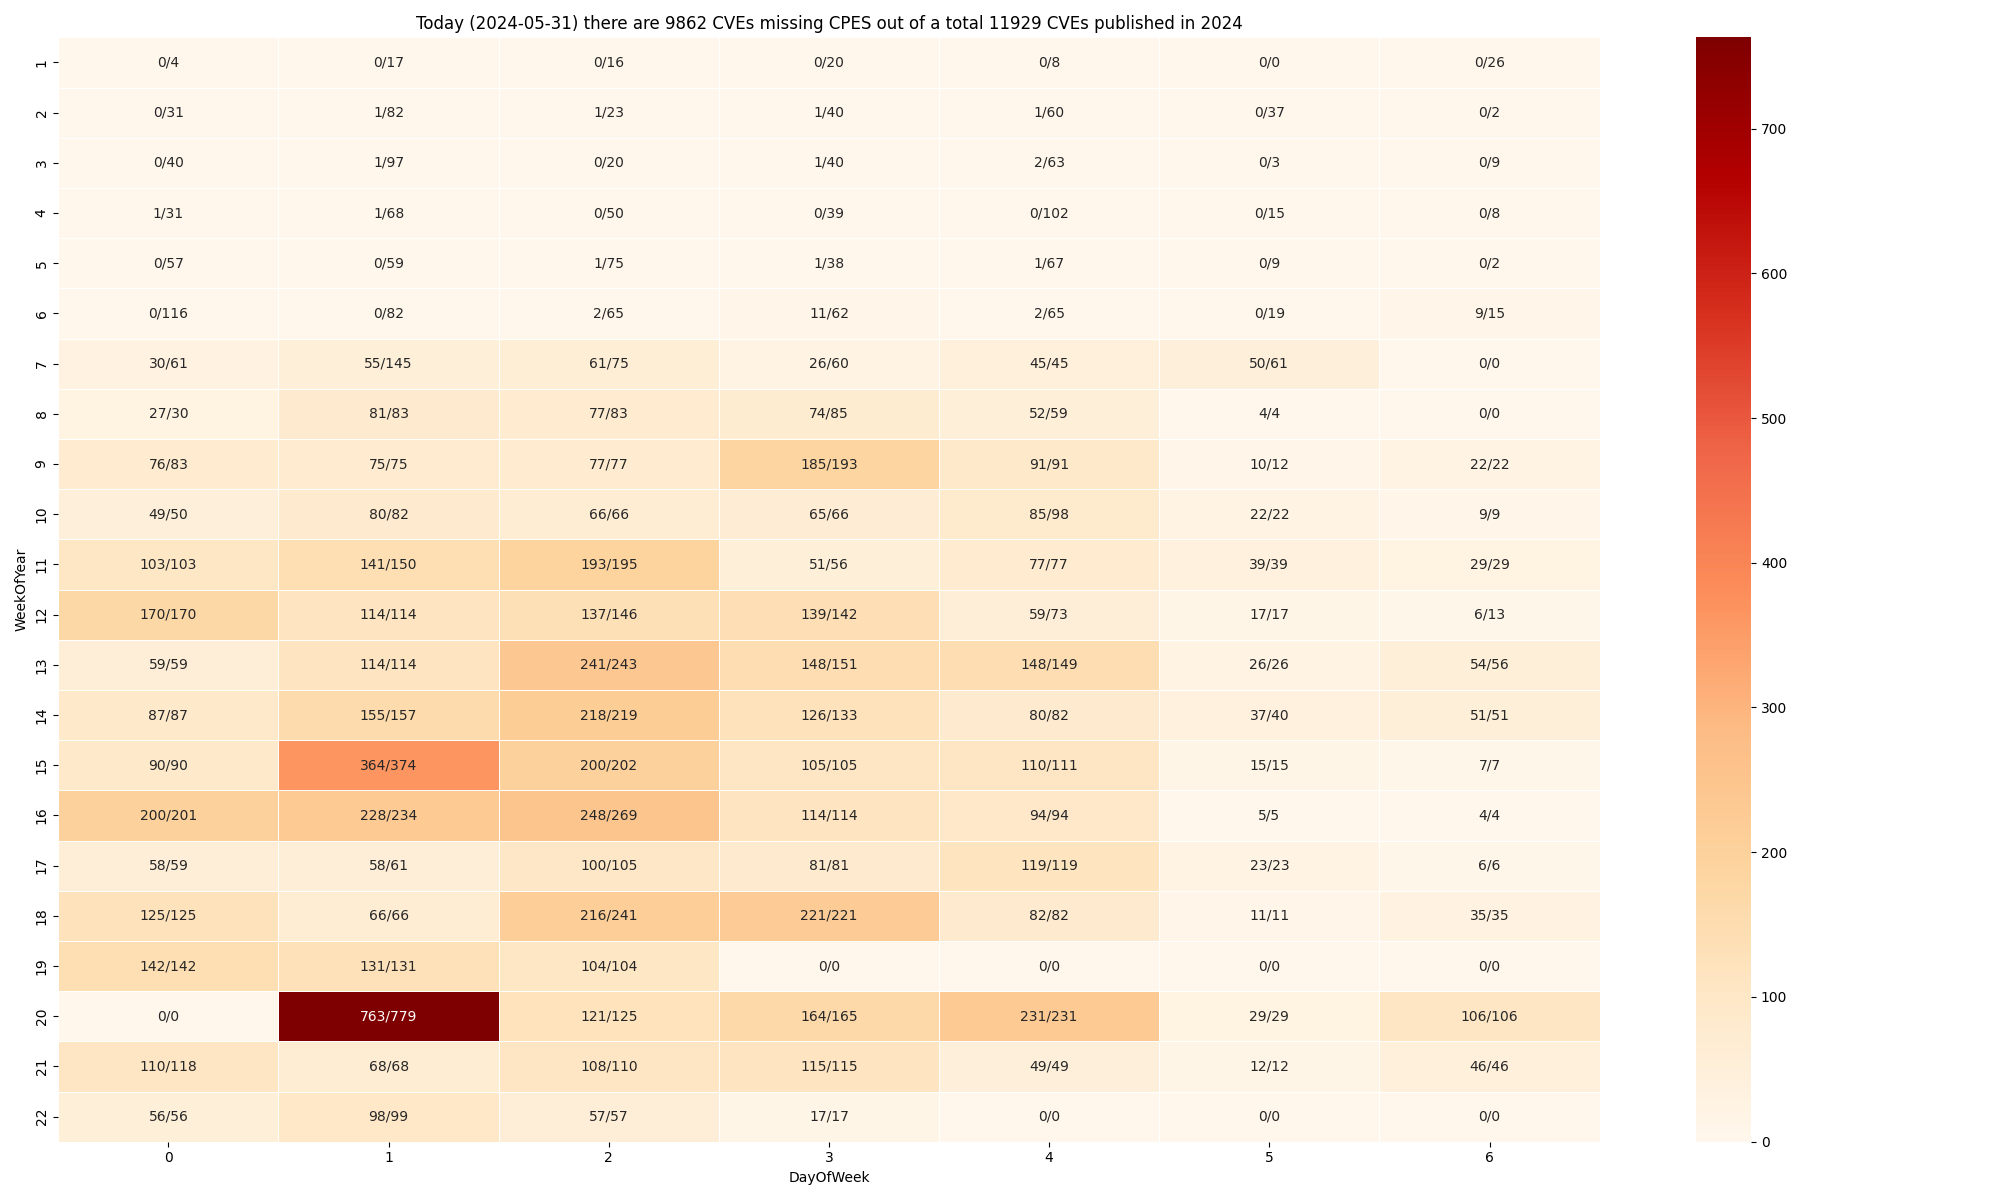 Today (2024-05-31) there are 9862 CVEs missing CPES out of a total 11929 CVEs published in 2024
WeekOfYear
1 0/4 0/17 0/16 0/20 0/8 0/0 0/26
2 0/31 1/82 1/23 1/40 1/60 0/37 0/2
3 0/40 1/97 0/20 1/40 2/63 0/3 0/9
4 1/31 1/68 0/50 0/39 0/102 0/15 0/8
5 0/57 0/59 1/75 1/38 1/67 0/9 0/2
6 0/116 0/82 2/65 11/62 2/65 0/19 9/15
7 30/61 55/145 61/75 26/60 45/45 50/61 0/0
8 27/30 81/83 77/83 74/85 52/59 4/4 0/0
9 76/83 75/75 77/77 185/193 91/91 10/12 22/22
10 49/50 80/82 66/66 65/66 85/98 22/22 9/9
11 103/103 141/150 193/195 51/56 77/77 39/39 29/29
12 170/170 114/114 137/146 139/142 59/73 17/17 6/13
13 59/59 114/114 241/243 148/151 148/149 26/26 54/56
14 87/87 155/157 218/219 126/133 80/82 37/40 51/51
15 90/90 364/374 200/202 105/105 110/111 15/15 7/7
16 200/201 228/234 248/269 114/114 94/94 5/5 4/4
17 58/59 58/61 100/105 81/81 119/119 23/23 6/6
18 125/125 66/66 216/241 221/221 82/82 11/11 35/35
19 142/142 131/131 104/104 0/0 0/0 0/0 0/0
20 0/0 763/779 121/125 164/165 231/231 29/29 106/106
21 110/118 68/68 108/110 115/115 49/49 12/12 46/46
22 56/56 98/99 57/57 17/17 0/0 0/0 0/0
0 1 2 3 4 5 6
DayOfWeek
700
600
500
400
300
200
100
0